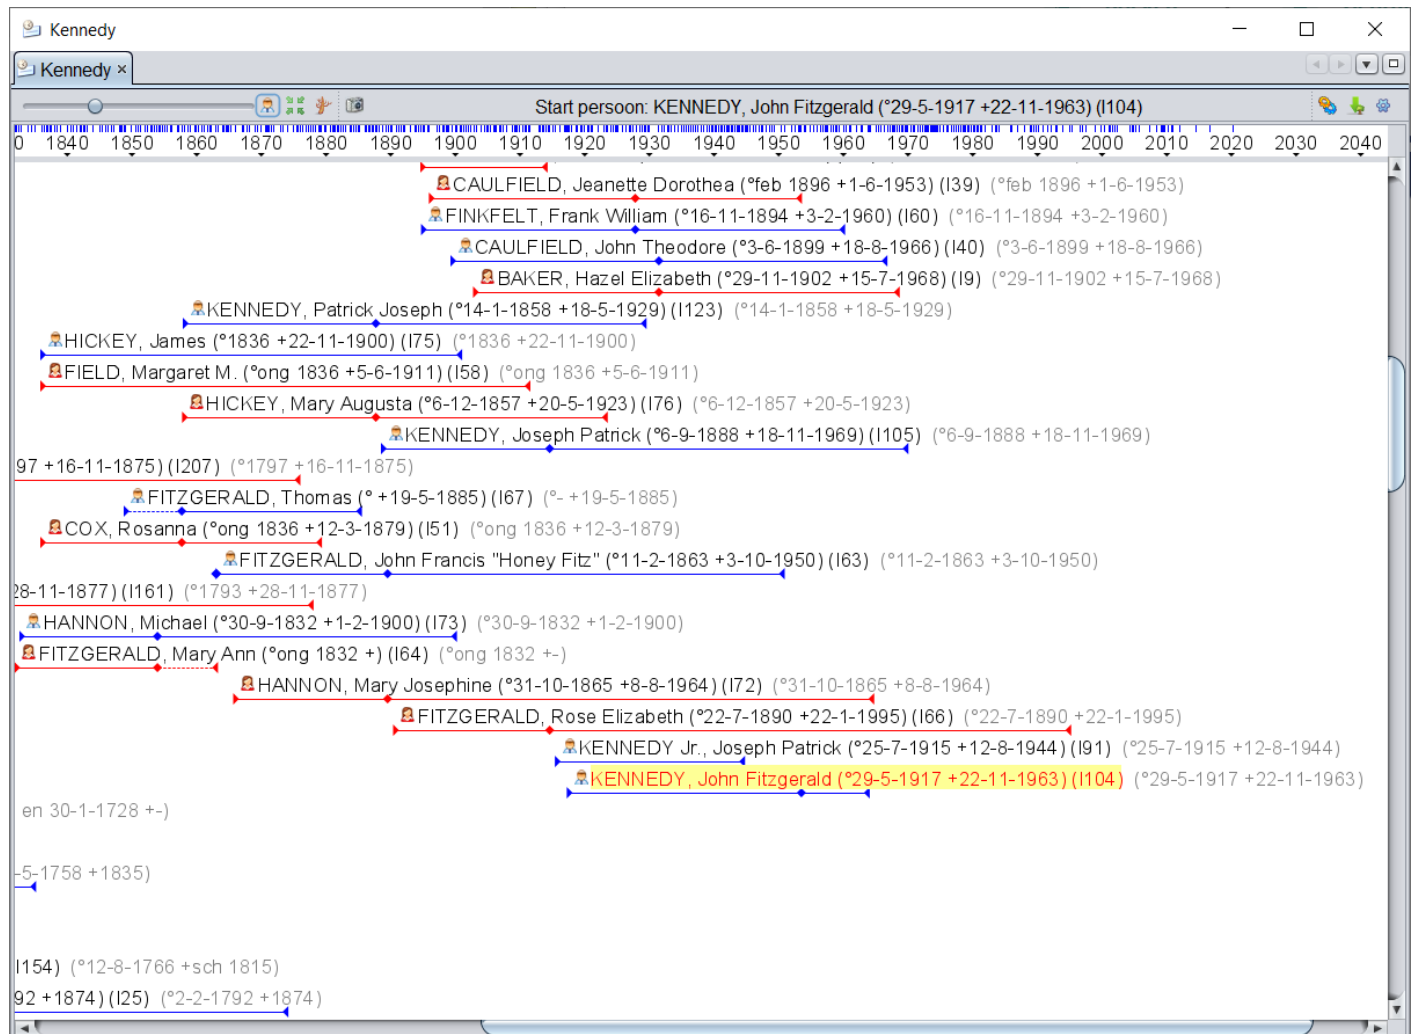 Kennedy
Kennedy
Start persoon: KENNEDY, John Fitzgerald (°29-5-1917 +22-11-1963) (I104)
0 1840 1850 1860 1870 1880 1890 1900 1910 1920 1930 1940 1950 1960 1970 1980 1990 2000 2010 2020 2030 2040
CAULFIELD, Jeanette Dorothea (°feb 1896 +1-6-1953) (I39) (°feb 1896 +1-6-1953)
FINKFELT, Frank William (°16-11-1894 +3-2-1960) (I60) (°16-11-1894 +3-2-1960)
CAULFIELD, John Theodore (°3-6-1899 +18-8-1966) (I40) (°3-6-1899 +18-8-1966)
BAKER, Hazel Elizabeth (°29-11-1902 +15-7-1968) (I9) (°29-11-1902 +15-7-1968)
KENNEDY, Patrick Joseph (°14-1-1858 +18-5-1929) (I123) (°14-1-1858 +18-5-1929)
HICKEY, James (°1836 +22-11-1900) (I75) (°1836 +22-11-1900)
FIELD, Margaret M. (°ong 1836 +5-6-1911) (I58) (°ong 1836 +5-6-1911)
HICKEY, Mary Augusta (°6-12-1857 +20-5-1923) (I76) (°6-12-1857 +20-5-1923)
KENNEDY, Joseph Patrick (°6-9-1888 +18-11-1969) (I105) (°6-9-1888 +18-11-1969)
97 +16-11-1875) (I207) (°1797 +16-11-1875)
FITZGERALD, Thomas (° +19-5-1885) (I67) (°- +19-5-1885)
COX, Rosanna (°ong 1836 +12-3-1879) (I51) (°ong 1836 +12-3-1879)
FITZGERALD, John Francis "Honey Fitz" (°11-2-1863 +3-10-1950) (I63) (°11-2-1863 +3-10-1950)
28-11-1877) (I161) (°1793 +28-11-1877)
HANNON, Michael (°30-9-1832 +1-2-1900) (I73) (°30-9-1832 +1-2-1900)
FITZGERALD, Mary Ann (°ong 1832 +) (I64) (°ong 1832 +-)
HANNON, Mary Josephine (°31-10-1865 +8-8-1964) (I72) (°31-10-1865 +8-8-1964)
FITZGERALD, Rose Elizabeth (°22-7-1890 +22-1-1995) (I66) (°22-7-1890 +22-1-1995)
KENNEDY Jr., Joseph Patrick (°25-7-1915 +12-8-1944) (I91) (°25-7-1915 +12-8-1944)
KENNEDY, John Fitzgerald (°29-5-1917 +22-11-1963) (I104) (°29-5-1917 +22-11-1963)
en 30-1-1728 +-)
-5-1758 +1835)
I154) (°12-8-1766 +sch 1815)
92 +1874) (I25) (°2-2-1792 +1874)